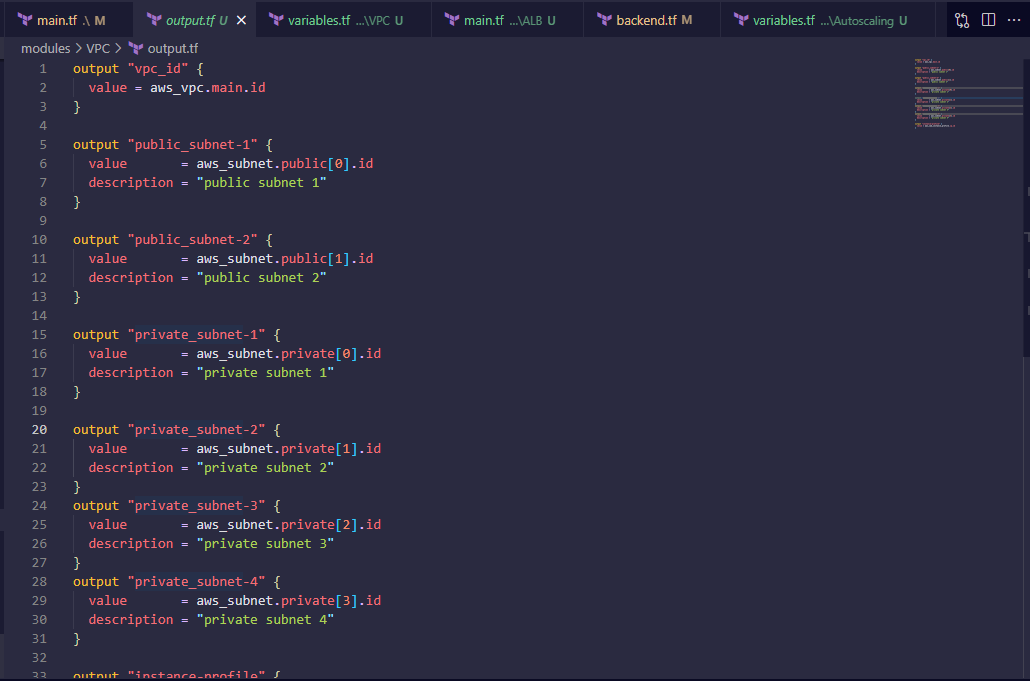 main.tf .\ M output.tf U variables.tf ...\VPC U main.tf ...\ALB U backend.tf M variables.tf ...\Autoscaling U
modules > VPC > output.tf
1 output "vpc_id" {
2 value = aws_vpc.main.id
3 }
4
5 output "public_subnet-1" {
6 value = aws_subnet.public[0].id
7 description = "public subnet 1"
8 }
9
10 output "public_subnet-2" {
11 value = aws_subnet.public[1].id
12 description = "public subnet 2"
13 }
14
15 output "private_subnet-1" {
16 value = aws_subnet.private[0].id
17 description = "private subnet 1"
18 }
19
20 output "private_subnet-2" {
21 value = aws_subnet.private[1].id
22 description = "private subnet 2"
23 }
24 output "private_subnet-3" {
25 value = aws_subnet.private[2].id
26 description = "private subnet 3"
27 }
28 output "private_subnet-4" {
29 value = aws_subnet.private[3].id
30 description = "private subnet 4"
31 }
32
33 output "instance-profile" {